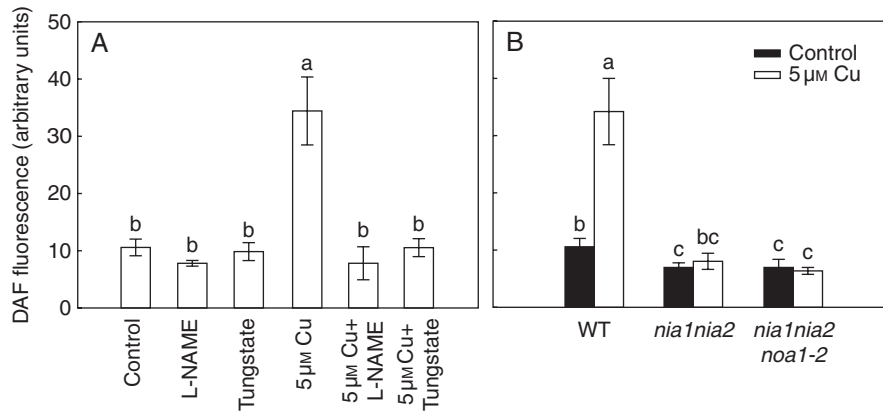 DAF fluorescence (arbitrary units)
50
40
30
20
10
0
A
b
b
b
a
b
b
Control
L-NAME
Tungstate
5 μM Cu
5 μM Cu+
L-NAME
5 μM Cu+
Tungstate
B
Control
5 μM Cu
b
a
c
bc
c
c
WT
nia1nia2
nia1nia2
noa1-2